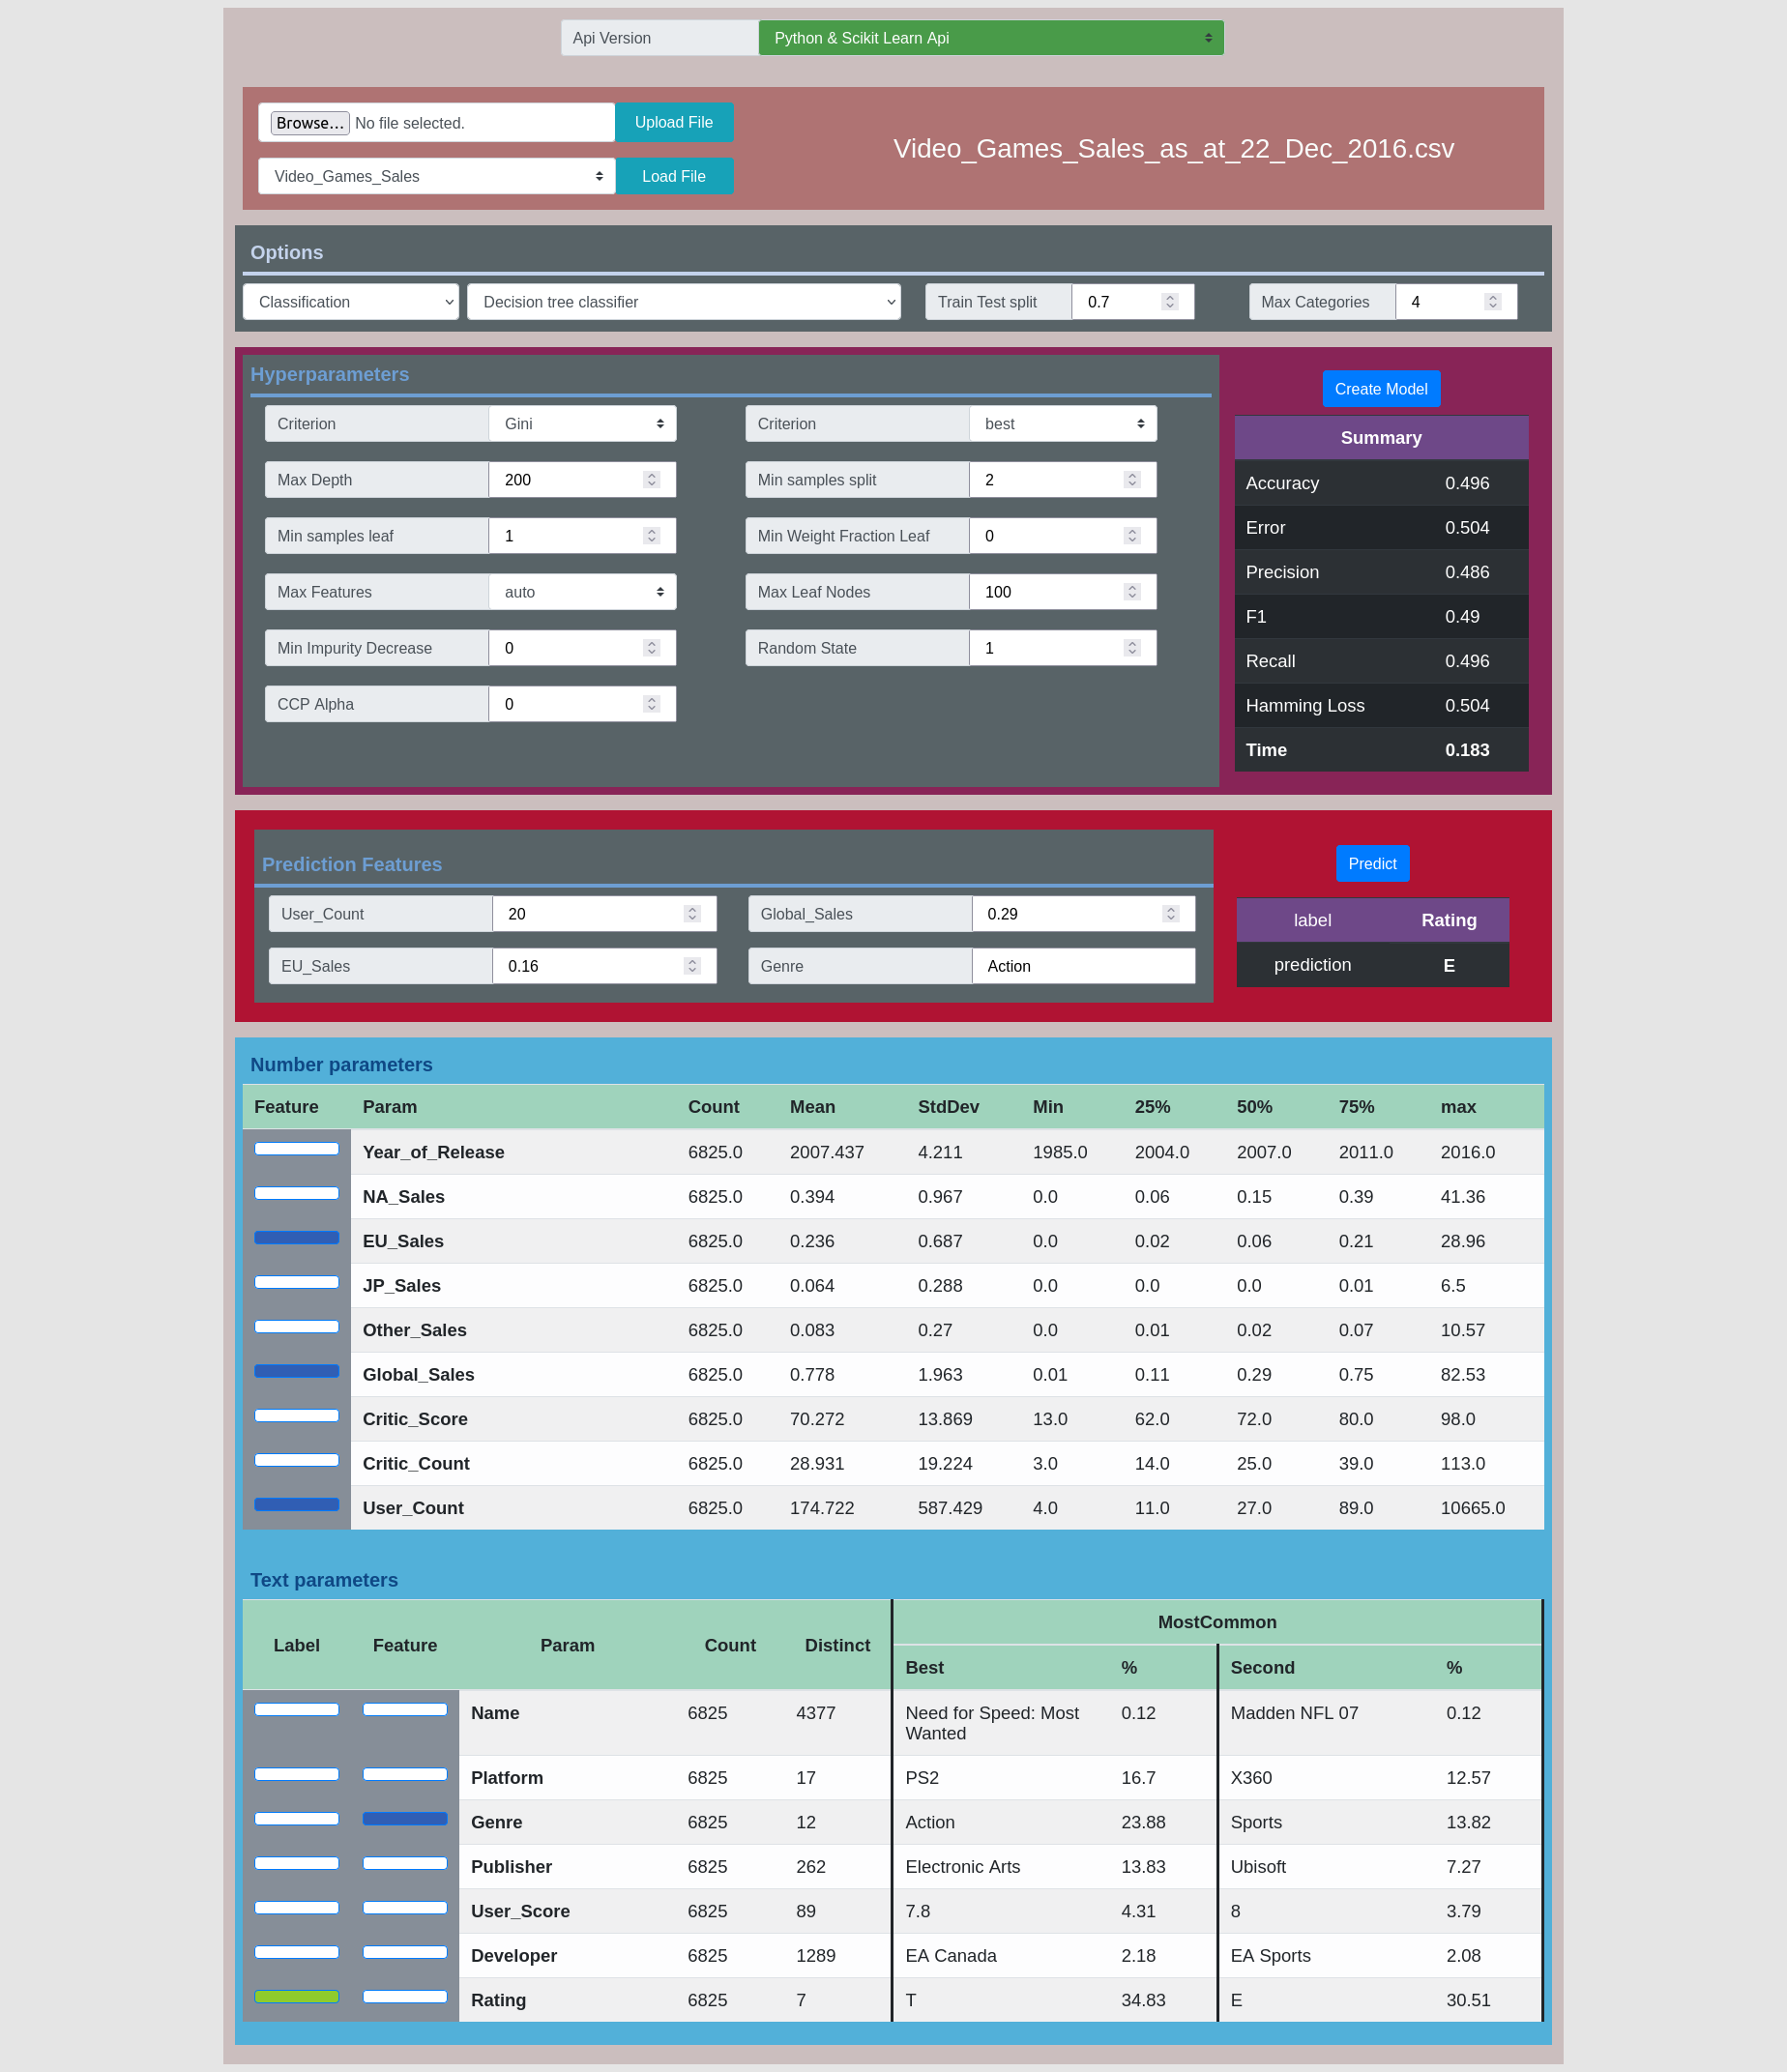 Api Version Python & Scikit Learn Api
Browse... No file selected. Upload File
Video_Games_Sales_as_at_22_Dec_2016.csv
Video_Games_Sales Load File
Options
Classification Decision tree classifier Train Test split 0.7 Max Categories 4
Hyperparameters
Criterion Gini Criterion best
Max Depth 200 Min samples split 2
Min samples leaf 1 Min Weight Fraction Leaf 0
Max Features auto Max Leaf Nodes 100
Min Impurity Decrease 0 Random State 1
CCP Alpha 0
Create Model
Summary
Accuracy 0.496
Error 0.504
Precision 0.486
F1 0.49
Recall 0.496
Hamming Loss 0.504
Time 0.183
Prediction Features
User_Count 20 Global_Sales 0.29
EU_Sales 0.16 Genre Action
Predict
label Rating
prediction E
Number parameters
Feature Param Count Mean StdDev Min 25% 50% 75% max
Year_of_Release 6825.0 2007.437 4.211 1985.0 2004.0 2007.0 2011.0 2016.0
NA_Sales 6825.0 0.394 0.967 0.0 0.06 0.15 0.39 41.36
EU_Sales 6825.0 0.236 0.687 0.0 0.02 0.06 0.21 28.96
JP_Sales 6825.0 0.064 0.288 0.0 0.0 0.0 0.01 6.5
Other_Sales 6825.0 0.083 0.27 0.0 0.01 0.02 0.07 10.57
Global_Sales 6825.0 0.778 1.963 0.01 0.11 0.29 0.75 82.53
Critic_Score 6825.0 70.272 13.869 13.0 62.0 72.0 80.0 98.0
Critic_Count 6825.0 28.931 19.224 3.0 14.0 25.0 39.0 113.0
User_Count 6825.0 174.722 587.429 4.0 11.0 27.0 89.0 10665.0
Text parameters
Label Feature Param Count Distinct MostCommon
Best % Second %
Name 6825 4377 Need for Speed: Most 0.12 Madden NFL 07 0.12
Wanted
Platform 6825 17 PS2 16.7 X360 12.57
Genre 6825 12 Action 23.88 Sports 13.82
Publisher 6825 262 Electronic Arts 13.83 Ubisoft 7.27
User_Score 6825 89 7.8 4.31 8 3.79
Developer 6825 1289 EA Canada 2.18 EA Sports 2.08
Rating 6825 7 T 34.83 E 30.51